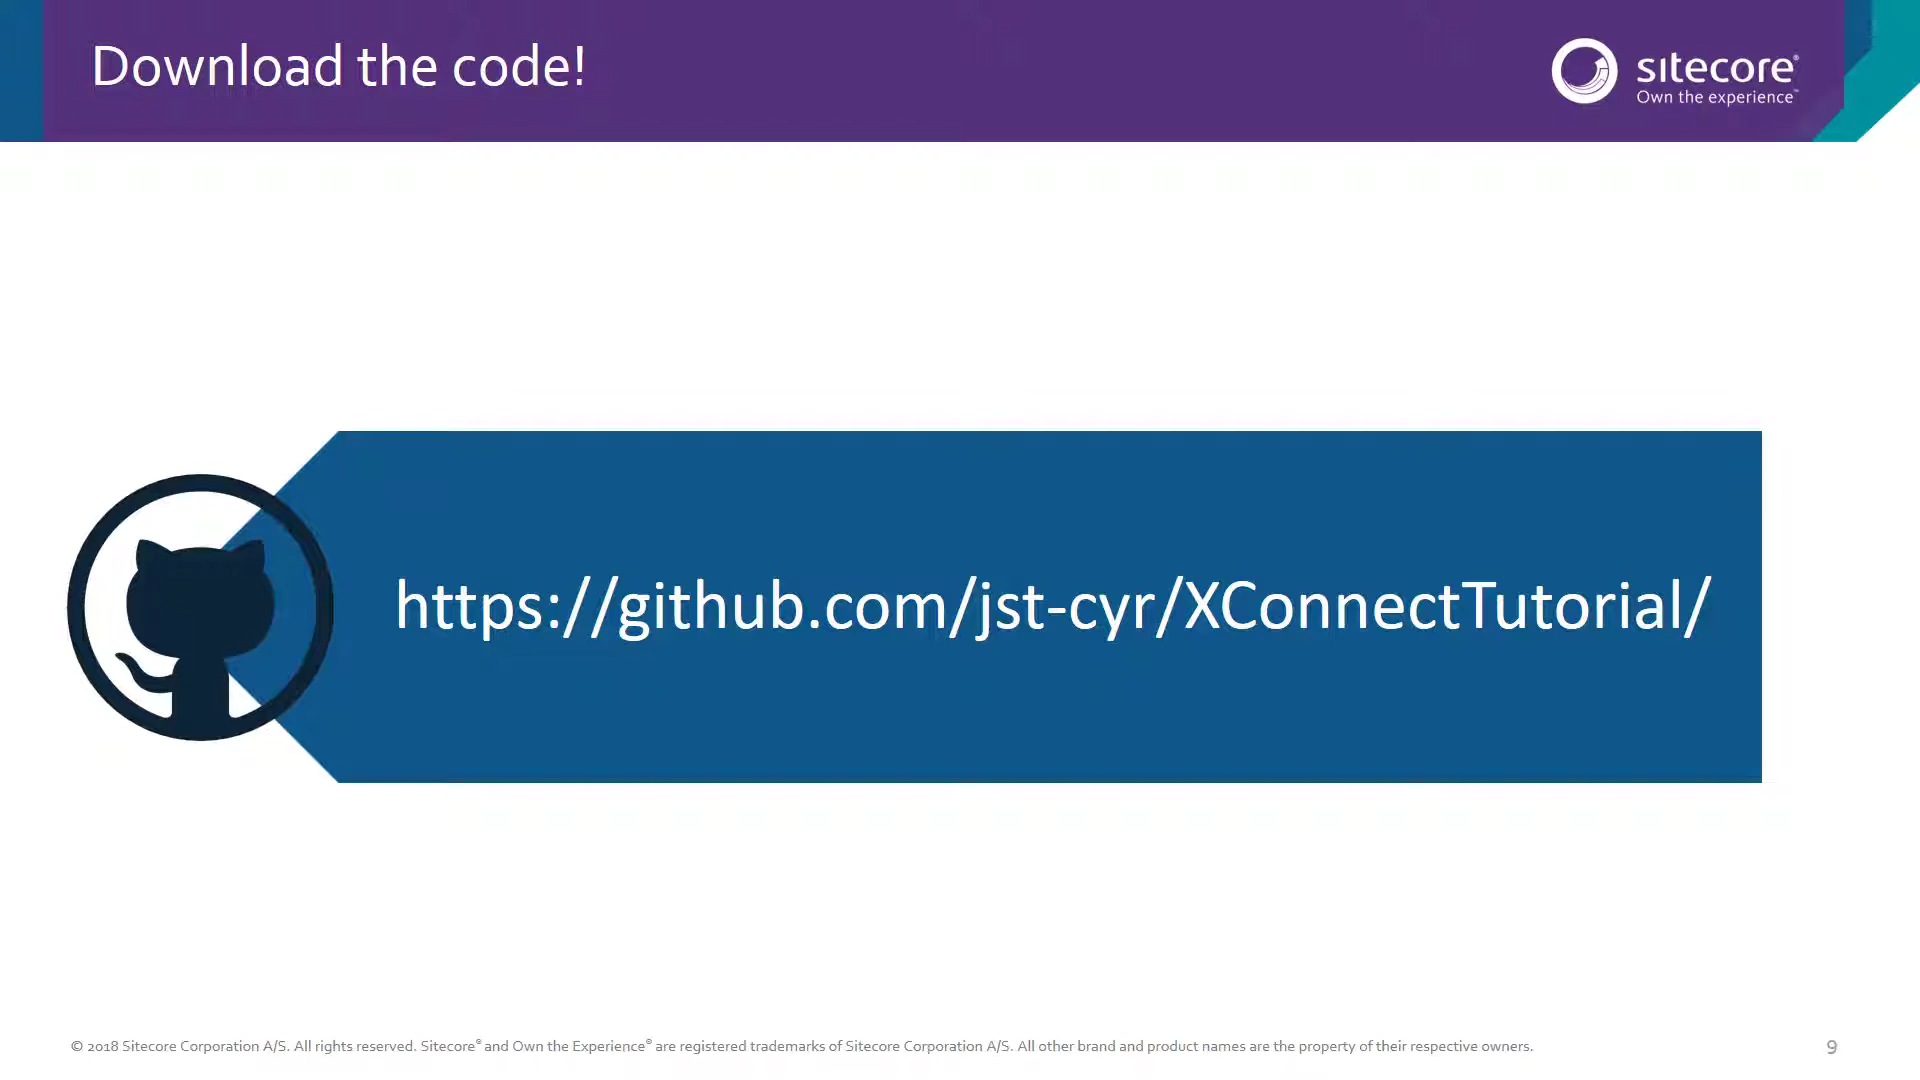 Download the code!
sitecore®
Own the experience™
https://github.com/jst-cyr/XConnectTutorial/
© 2018 Sitecore Corporation A/S. All rights reserved. Sitecore® and Own the Experience® are registered trademarks of Sitecore Corporation A/S. All other brand and product names are the property of their respective owners.
9